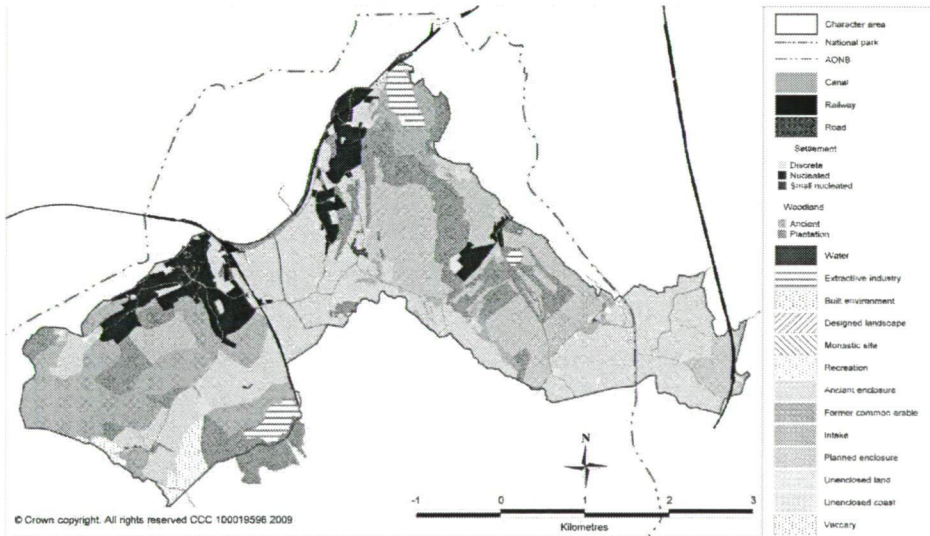 Character area
National park
AONB
Canal
Railway
Road
Settlement
Discrete
Nucleated
Small nucleated
Woodland
Ancient
Plantation
Water
Extractive industry
Built environment
Designed landscape
Monastic site
Recreation
Ancient enclosure
Former common arable
Intake
Planned enclosure
Unenclosed land
Unenclosed coast
Vaccary
N
-1 0 1 2 3
Kilometres
© Crown copyright. All rights reserved CCC 100019596 2009